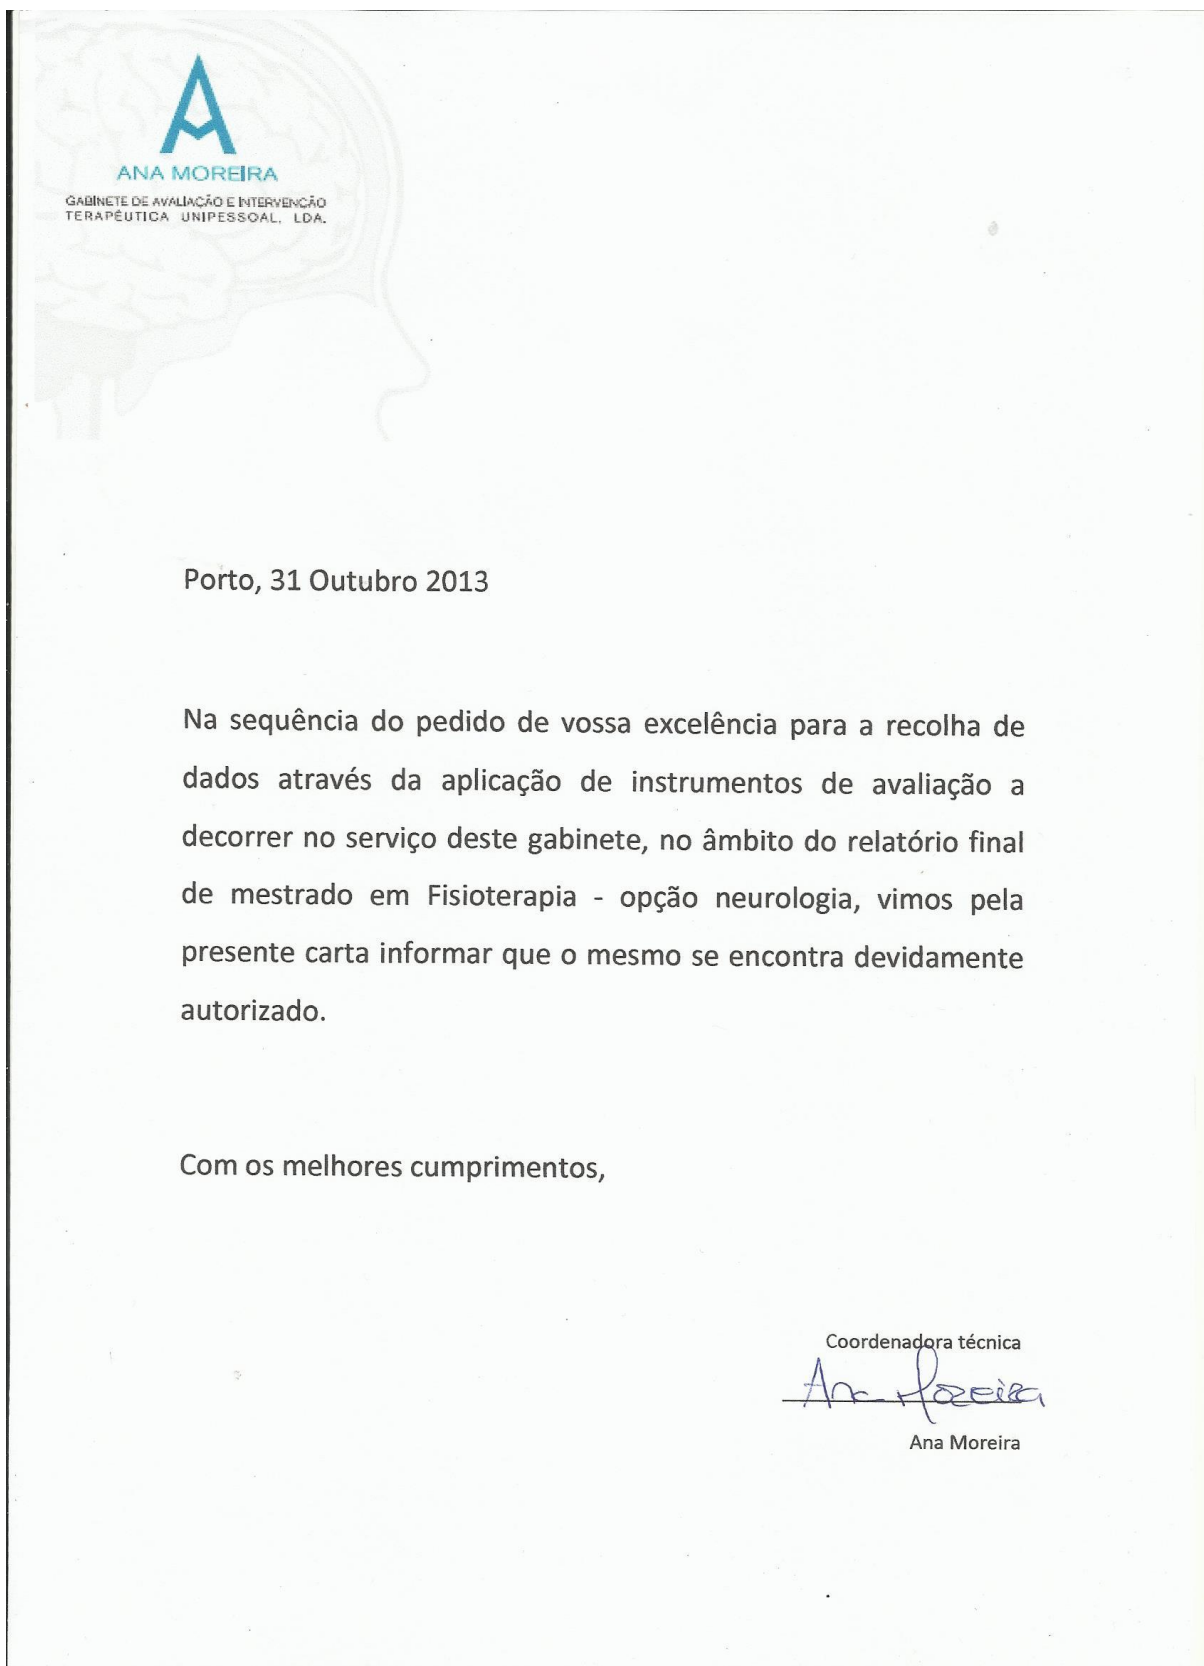 ANA MOREIRA
GABINETE DE AVALIAÇÃO E INTERVENÇÃO
TERAPÊUTICA UNIPESSOAL, LDA.
Porto, 31 Outubro 2013
Na sequência do pedido de vossa excelência para a recolha de
dados através da aplicação de instrumentos de avaliação a
decorrer no serviço deste gabinete, no âmbito do relatório final
de mestrado em Fisioterapia - opção neurologia, vimos pela
presente carta informar que o mesmo se encontra devidamente
autorizado.
Com os melhores cumprimentos,
Coordenadora técnica
Ana Moreira
Ana Moreira